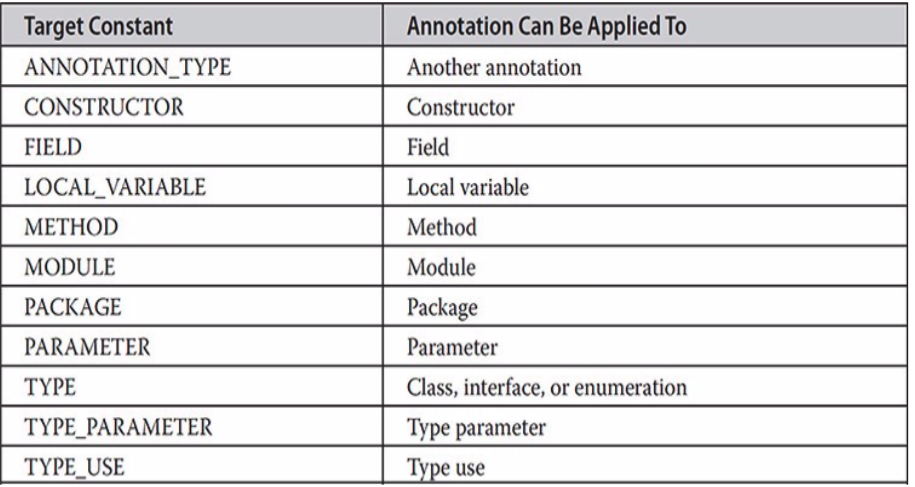 Target Constant Annotation Can Be Applied To
ANNOTATION_TYPE Another annotation
CONSTRUCTOR Constructor
FIELD Field
LOCAL_VARIABLE Local variable
METHOD Method
MODULE Module
PACKAGE Package
PARAMETER Parameter
TYPE Class, interface, or enumeration
TYPE_PARAMETER Type parameter
TYPE_USE Type use